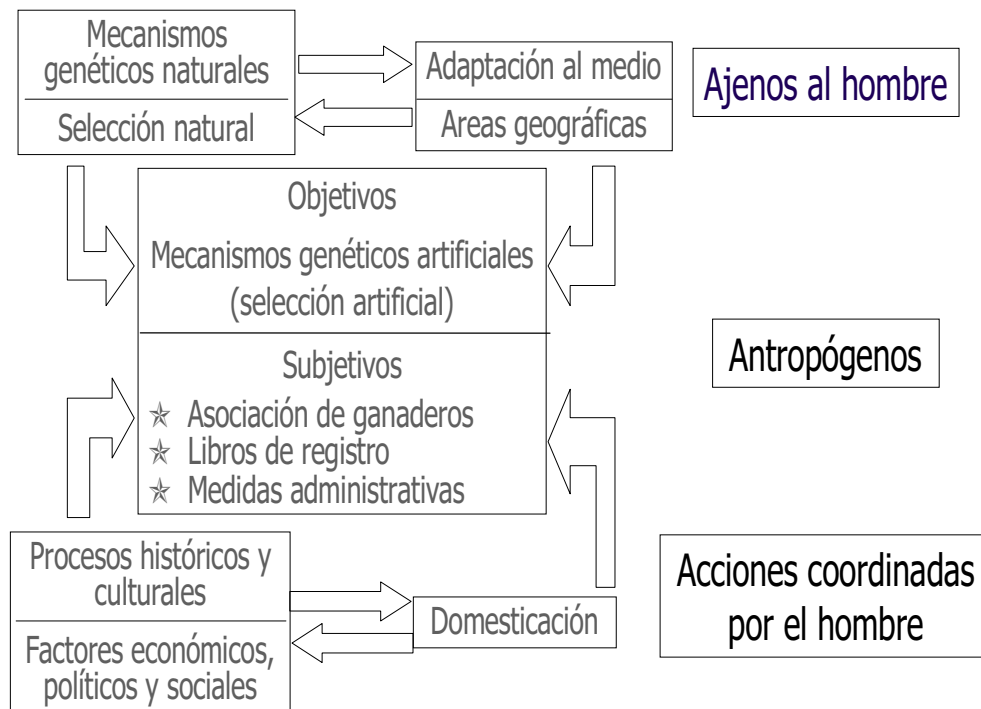 Mecanismos
genéticos naturales
Selección natural
Adaptación al medio
Areas geográficas
Ajenos al hombre
Objetivos
Mecanismos genéticos artificiales
(selección artificial)
Subjetivos
Asociación de ganaderos
Libros de registro
Medidas administrativas
Antropógenos
Procesos históricos y
culturales
Factores económicos,
políticos y sociales
Domesticación
Acciones coordinadas
por el hombre